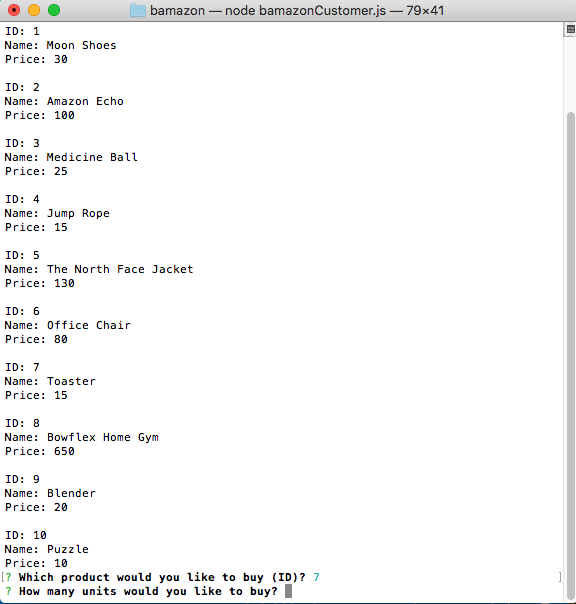 bamazon — node bamazonCustomer.js — 79×41
ID: 1
Name: Moon Shoes
Price: 30
ID: 2
Name: Amazon Echo
Price: 100
ID: 3
Name: Medicine Ball
Price: 25
ID: 4
Name: Jump Rope
Price: 15
ID: 5
Name: The North Face Jacket
Price: 130
ID: 6
Name: Office Chair
Price: 80
ID: 7
Name: Toaster
Price: 15
ID: 8
Name: Bowflex Home Gym
Price: 650
ID: 9
Name: Blender
Price: 20
ID: 10
Name: Puzzle
Price: 10
[? Which product would you like to buy (ID)? 7 ]
? How many units would you like to buy?